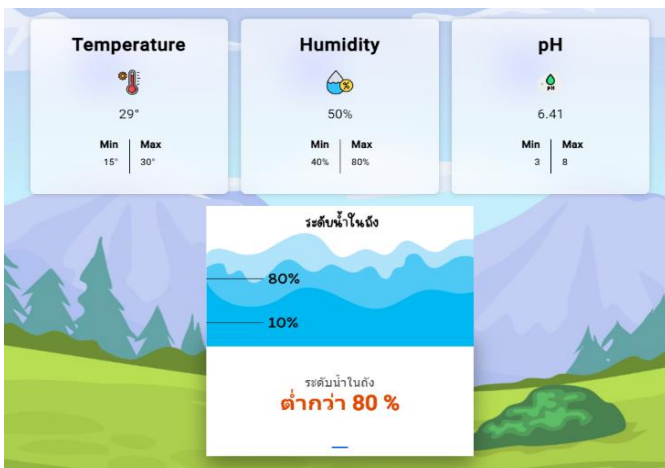 Temperature
29°
Min Max
15° 30°
Humidity
50%
Min Max
40% 80%
pH
pH
6.41
Min Max
3 8
ระดับน้ำในถัง
80%
10%
ระดับน้ำในถัง
ต่ำกว่า 80 %